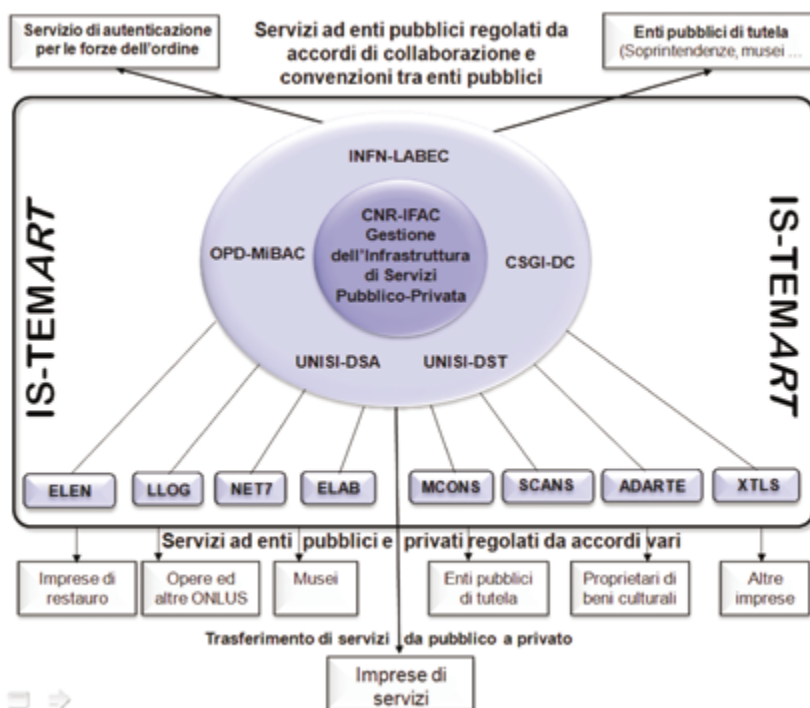 Servizio di autenticazione
per le forze dell'ordine
Servizi ad enti pubblici regolati da
accordi di collaborazione e
convenzioni tra enti pubblici
Enti pubblici di tutela
(Soprintendenze, musei ...
IS-TEMART
IS-TEMART
INFN-LABEC
OPD-MiBAC
CNR-IFAC
Gestione
dell'Infrastruttura
di Servizi
Pubblico-Privata
CSGI-DC
UNISI-DSA
UNISI-DST
ELEN
LLOG
NET7
ELAB
MCONS
SCANS
ADARTE
XTLS
Servizi ad enti pubblici e privati regolati da accordi vari
Imprese di
restauro
Opere ed
altre ONLUS
Musei
Enti pubblici
di tutela
Proprietari di
beni culturali
Altre
imprese
Trasferimento di servizi da pubblico a privato
Imprese di
servizi